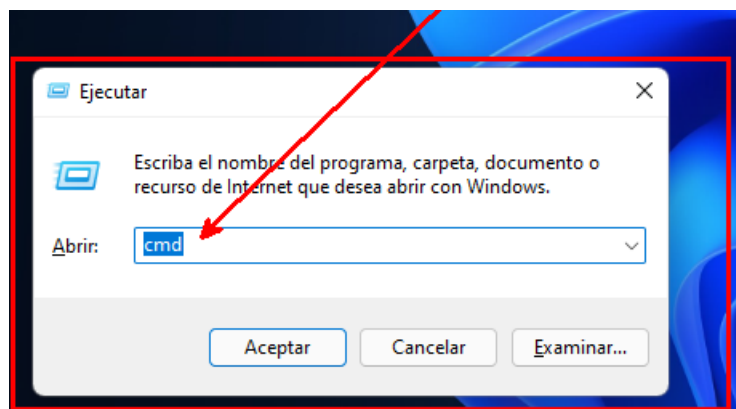 Ejecutar
Escriba el nombre del programa, carpeta, documento o
recurso de Internet que desea abrir con Windows.
Abrir: cmd
Aceptar Cancelar Examinar...